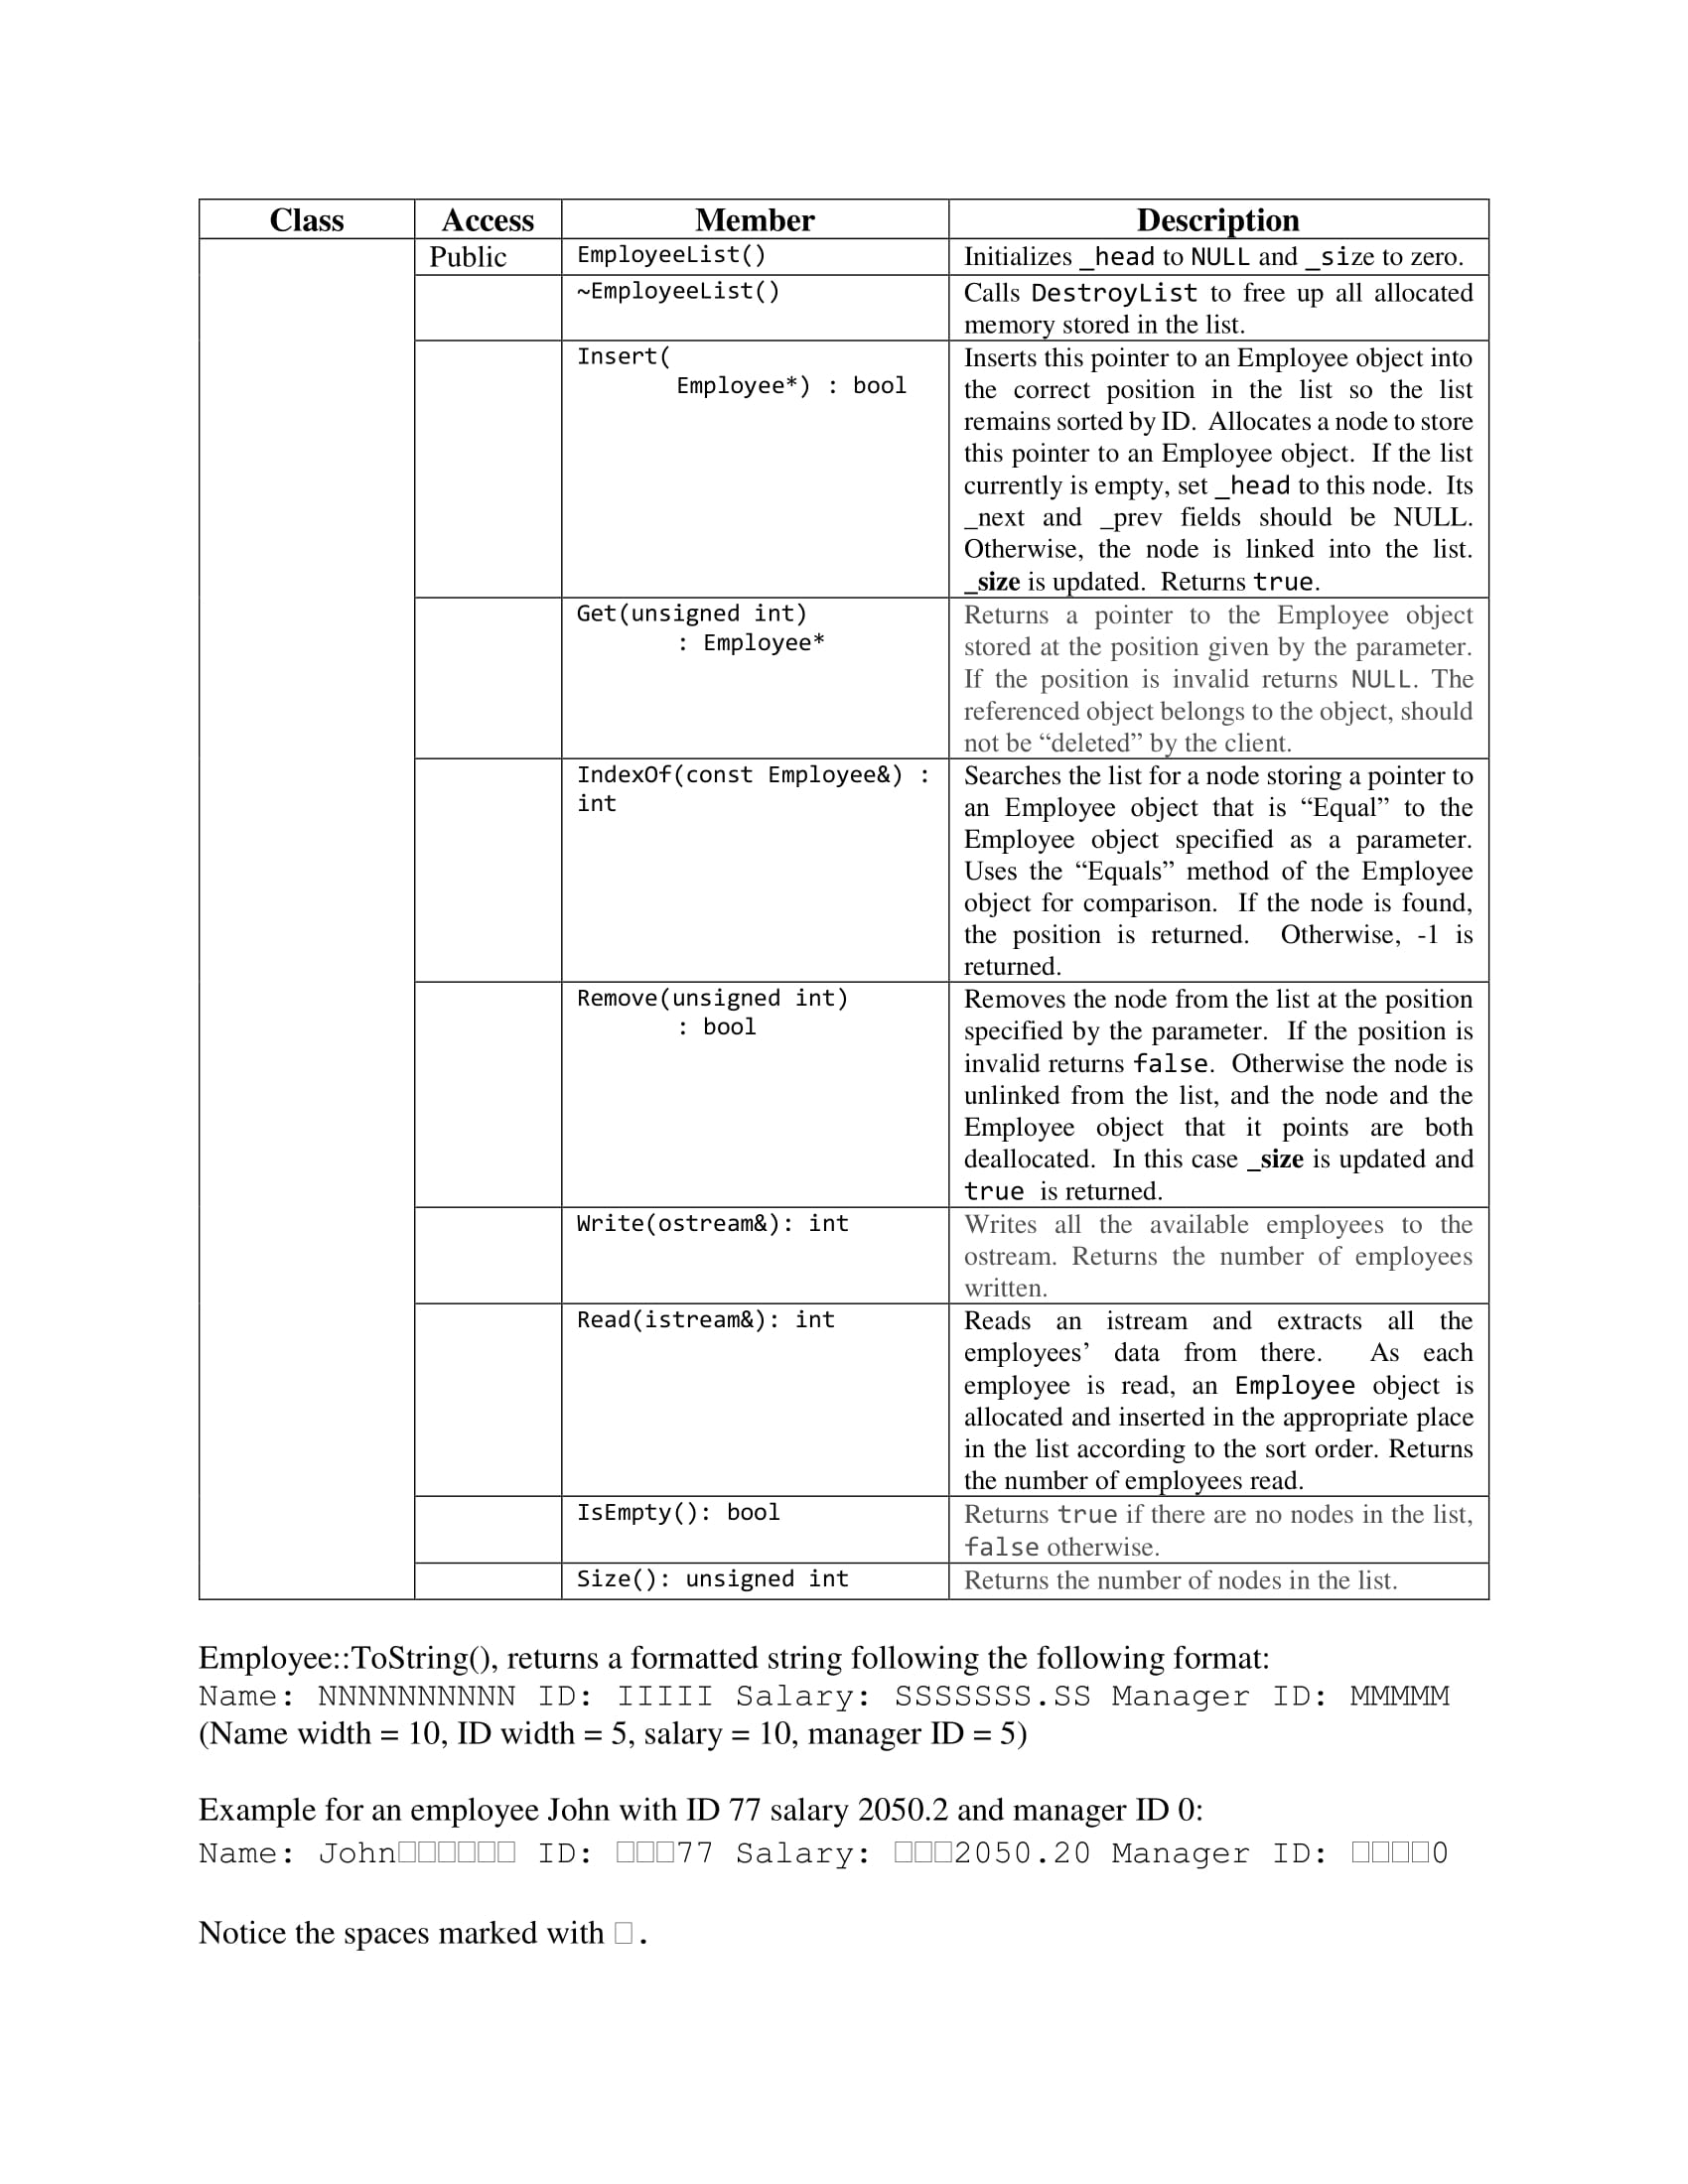 Class Access Member Description
Public EmployeeList() Initializes _head to NULL and _size to zero.
~EmployeeList() Calls DestroyList to free up all allocated
memory stored in the list.
Insert( Inserts this pointer to an Employee object into
Employee*) : bool the correct position in the list so the list
remains sorted by ID. Allocates a node to store
this pointer to an Employee object. If the list
currently is empty, set _head to this node. Its
_next and _prev fields should be NULL.
Otherwise, the node is linked into the list.
_size is updated. Returns true.
Get(unsigned int) Returns a pointer to the Employee object
: Employee* stored at the position given by the parameter.
If the position is invalid returns NULL. The
referenced object belongs to the object, should
not be “deleted” by the client.
IndexOf(const Employee&) : Searches the list for a node storing a pointer to
int an Employee object that is “Equal” to the
Employee object specified as a parameter.
Uses the “Equals” method of the Employee
object for comparison. If the node is found,
the position is returned. Otherwise, -1 is
returned.
Remove(unsigned int) Removes the node from the list at the position
: bool specified by the parameter. If the position is
invalid returns false. Otherwise the node is
unlinked from the list, and the node and the
Employee object that it points are both
deallocated. In this case _size is updated and
true is returned.
Write(ostream&): int Writes all the available employees to the
ostream. Returns the number of employees
written.
Read(istream&): int Reads an istream and extracts all the
employees’ data from there. As each
employee is read, an Employee object is
allocated and inserted in the appropriate place
in the list according to the sort order. Returns
the number of employees read.
IsEmpty(): bool Returns true if there are no nodes in the list,
false otherwise.
Size(): unsigned int Returns the number of nodes in the list.
Employee::ToString(), returns a formatted string following the following format:
Name: NNNNNNNNNN ID: IIIII Salary: SSSSSSS.SS Manager ID: MMMMM
(Name width = 10, ID width = 5, salary = 10, manager ID = 5)
Example for an employee John with ID 77 salary 2050.2 and manager ID 0:
Name: John□□□□□□ ID: □□□77 Salary: □□□2050.20 Manager ID: □□□□0
Notice the spaces marked with □.